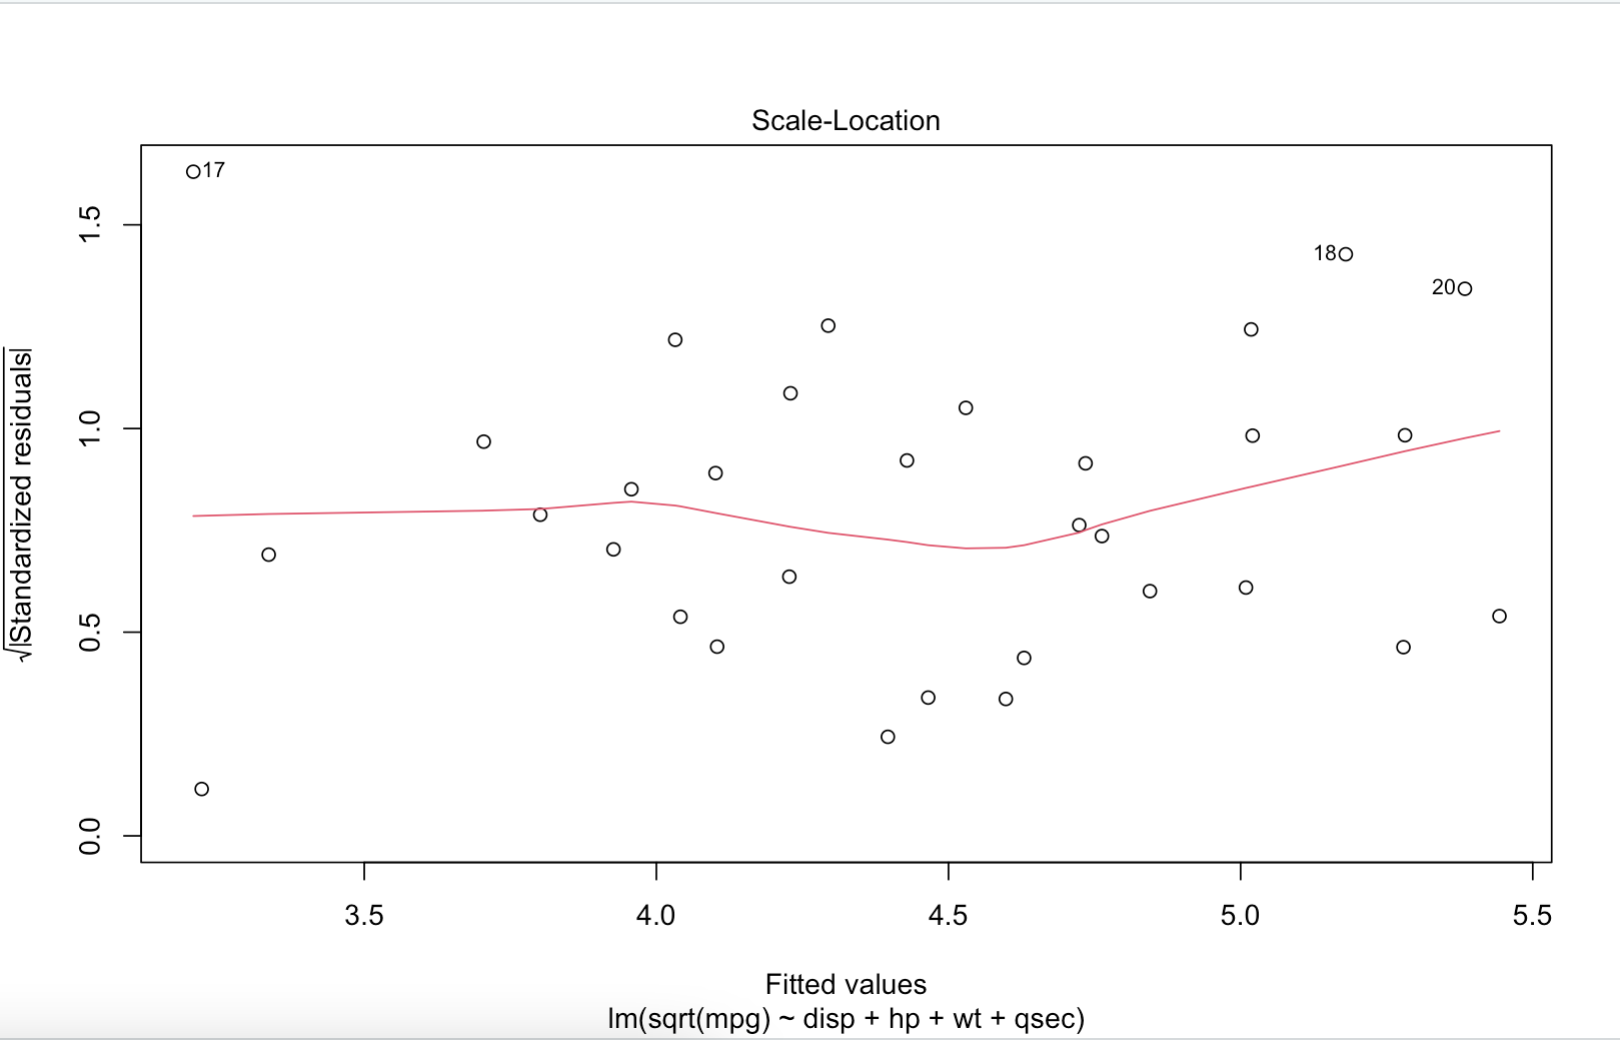 Scale-Location
17
18
20
√|Standardized residuals|
1.5
1.0
0.5
0.0
3.5 4.0 4.5 5.0 5.5
Fitted values
lm(sqrt(mpg) ~ disp + hp + wt + qsec)